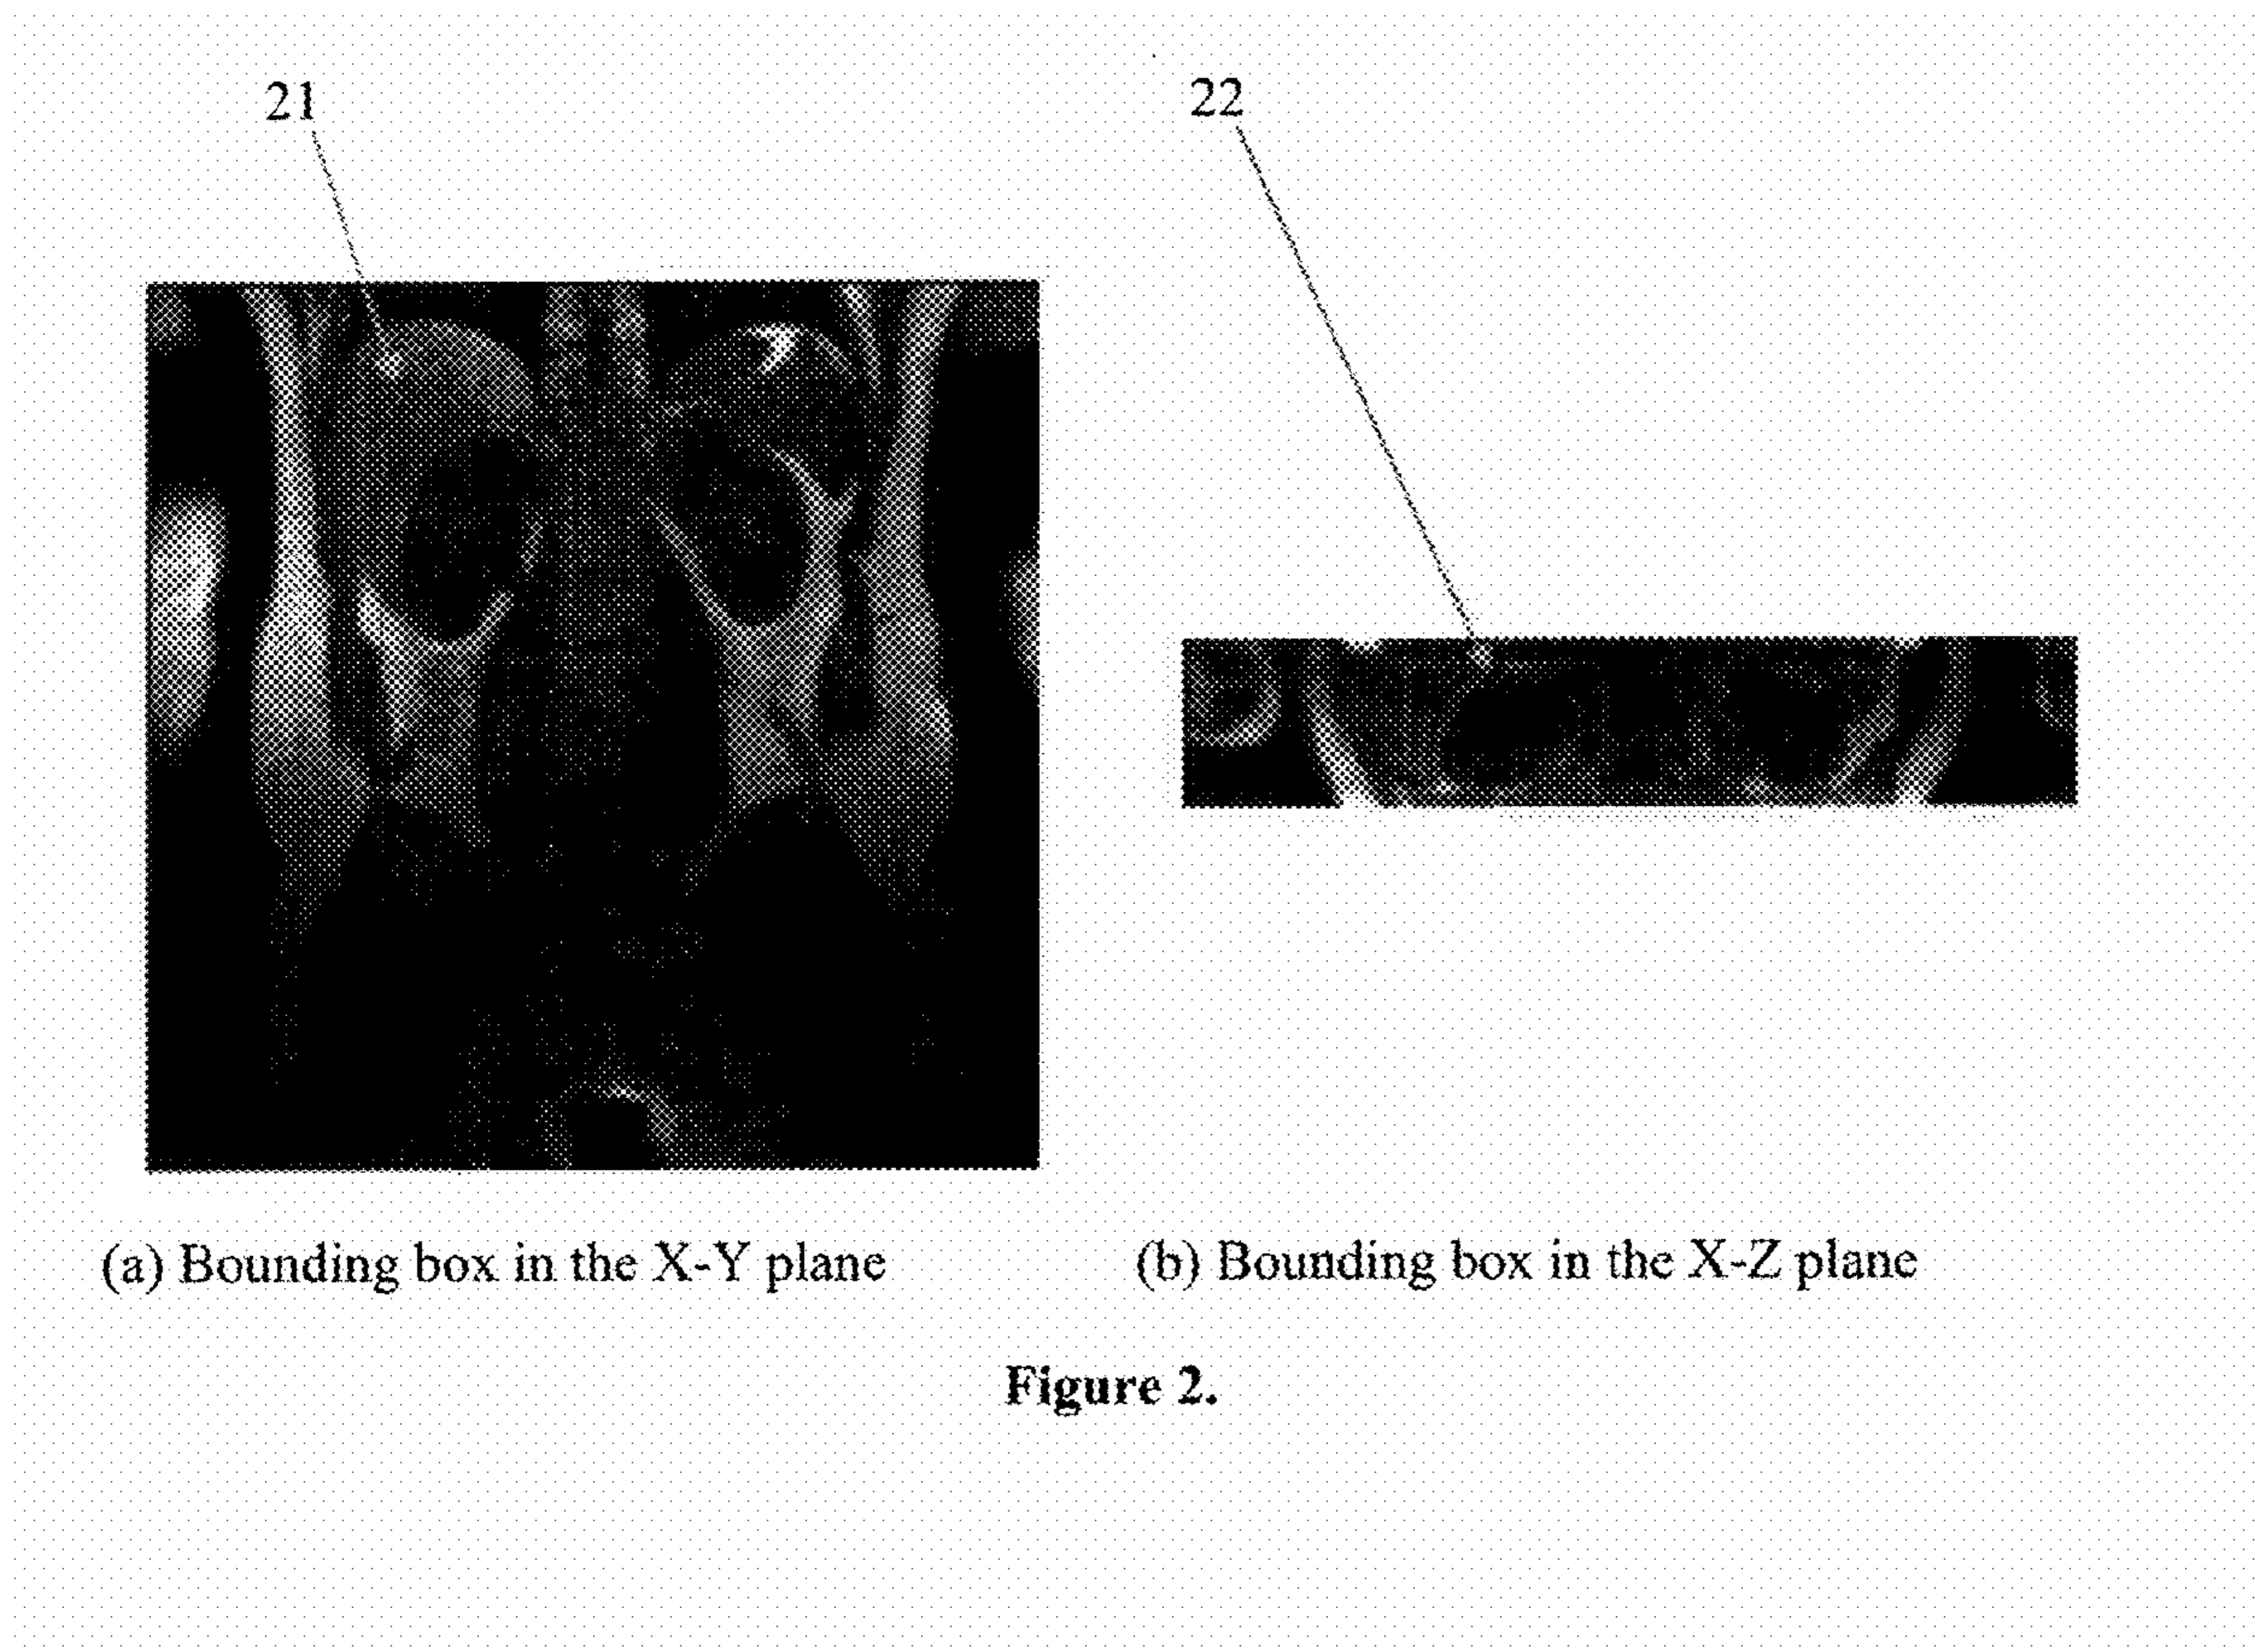 21
22
(a) Bounding box in the X-Y plane
(b) Bounding box in the X-Z plane
Figure 2.